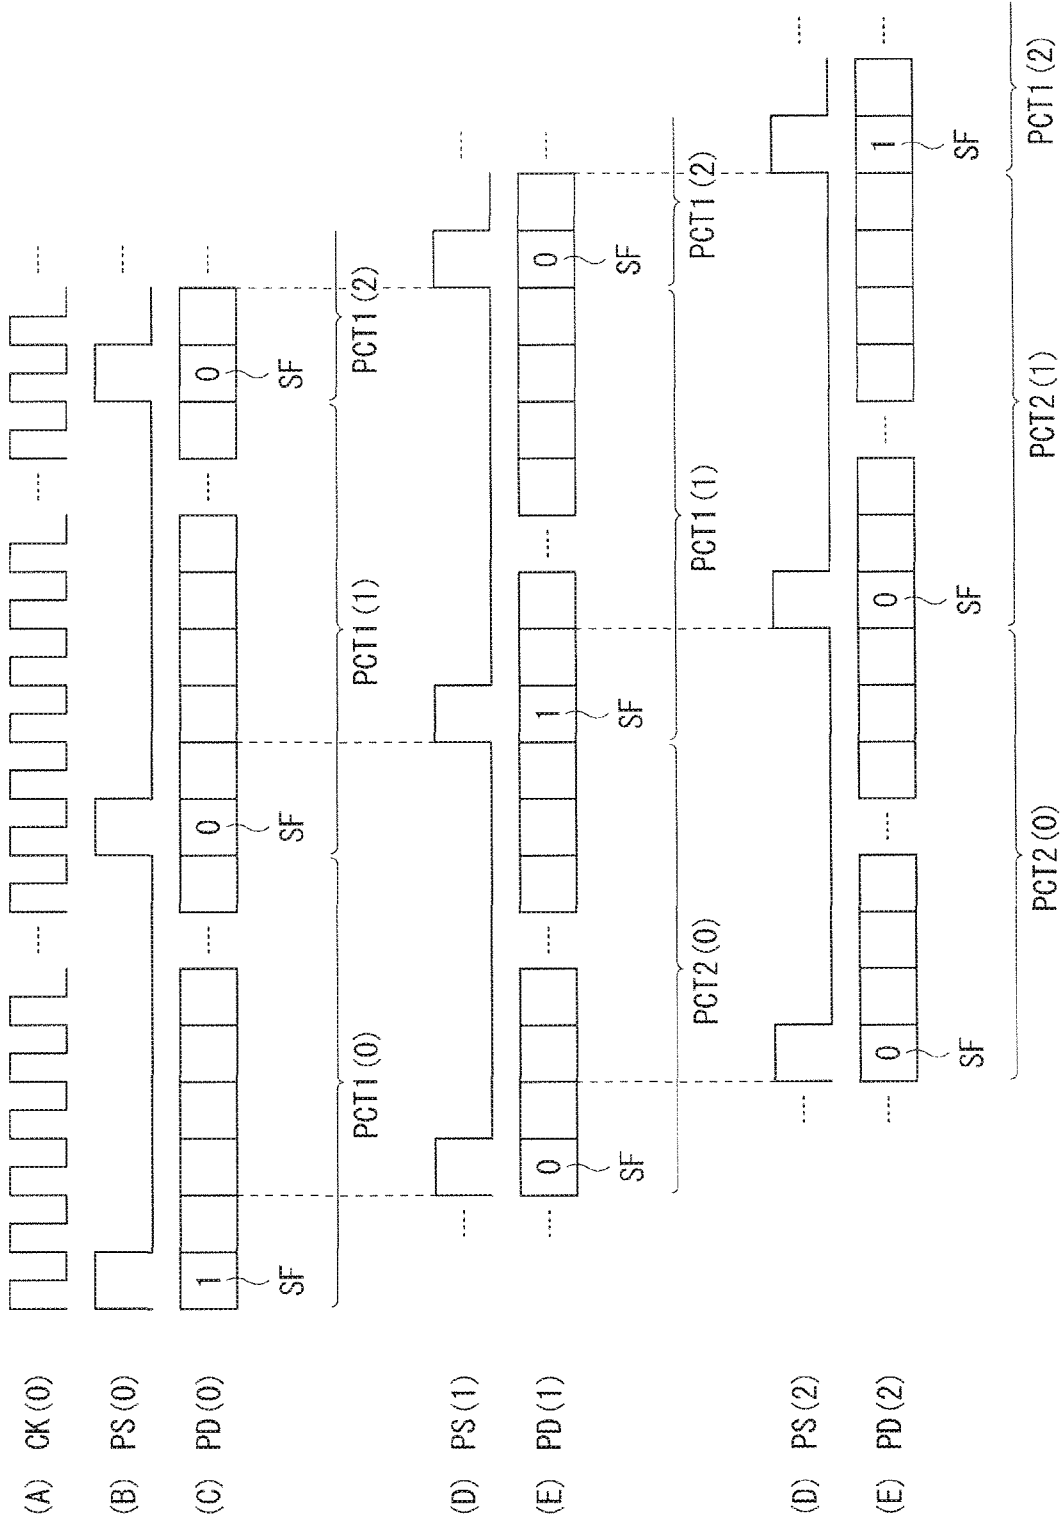 (A) CK(0) ---- ----
(B) PS(0) ----
(C) PD(0) 1 ---- 0 ---- 0 ----
SF SF SF
PCT1(0) PCT1(1) PCT1(2)
(D) PS(1) ---- ----
(E) PD(1) ---- 0 ---- 1 ---- 0 ----
SF SF SF
PCT2(0) PCT1(1) PCT1(2)
(D) PS(2) ---- ----
(E) PD(2) ---- 0 ---- 0 ---- 1 ----
SF SF SF
PCT2(0) PCT2(1) PCT1(2)